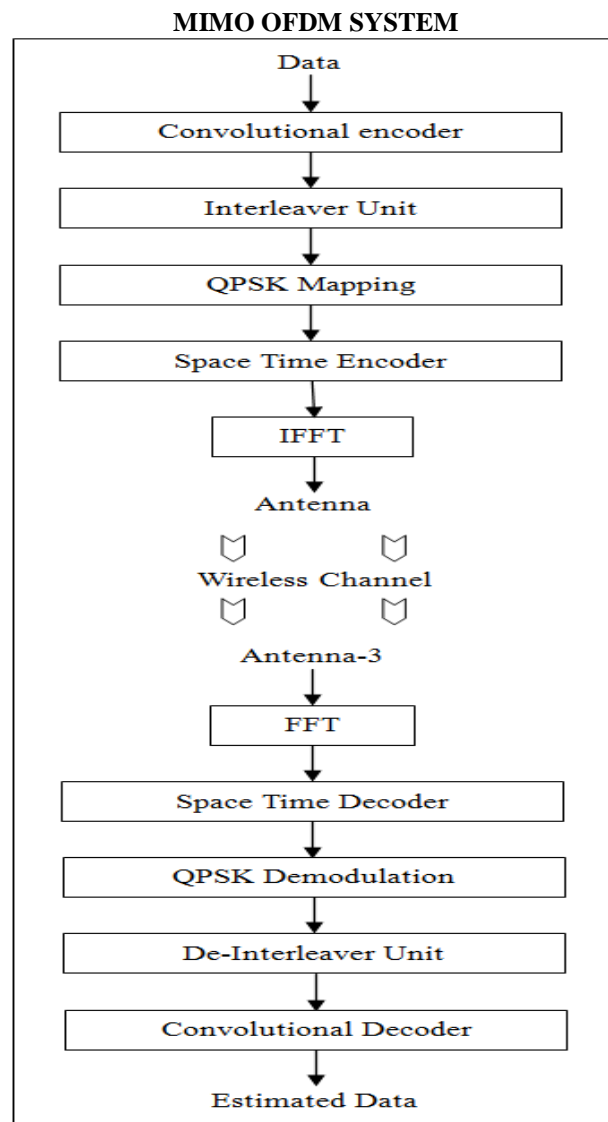 MIMO OFDM SYSTEM
Data
Convolutional encoder
Interleaver Unit
QPSK Mapping
Space Time Encoder
IFFT
Antenna
Wireless Channel
Antenna-3
FFT
Space Time Decoder
QPSK Demodulation
De-Interleaver Unit
Convolutional Decoder
Estimated Data